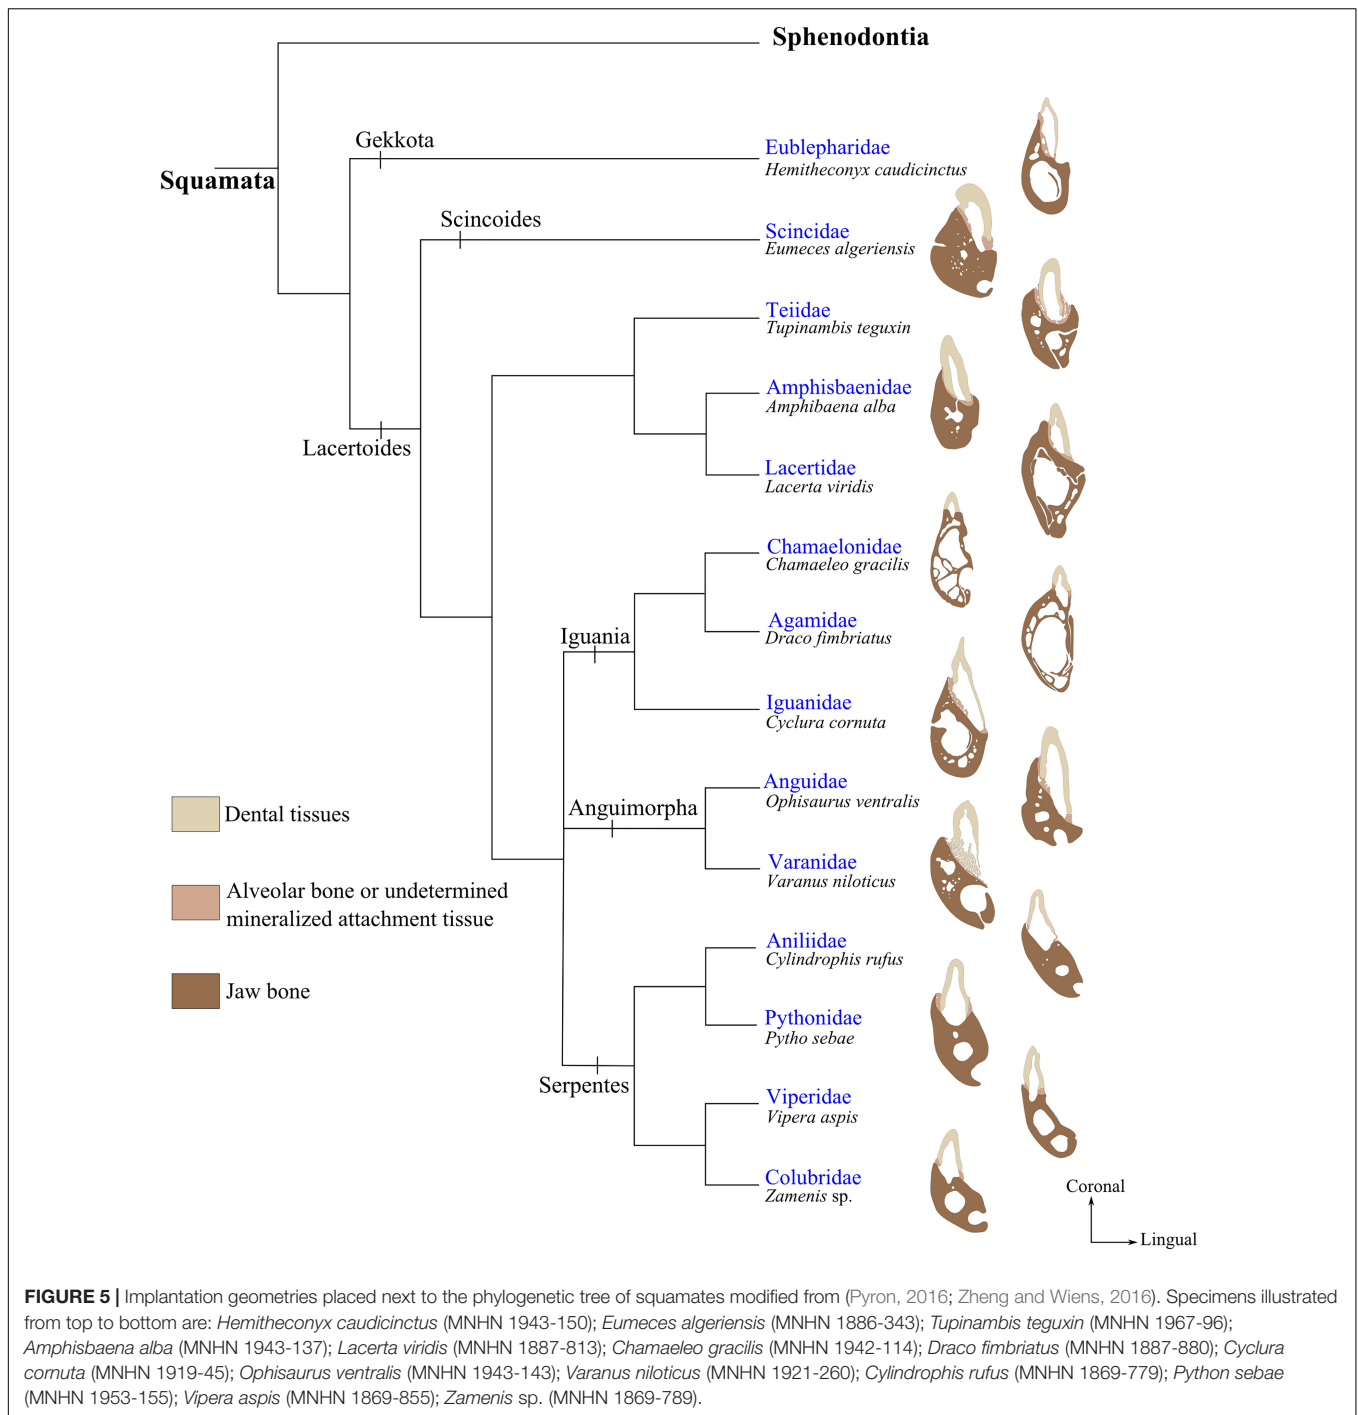 Sphenodontia
Gekkota
Eublepharidae
Hemitheconyx caudicinctus
Squamata
Scincoides
Scincidae
Eumeces algeriensis
Teiidae
Tupinambis teguxin
Amphisbaenidae
Amphibaena alba
Lacertoides
Lacertidae
Lacerta viridis
Chamaelonidae
Chamaeleo gracilis
Iguania
Agamidae
Draco fimbriatus
Iguanidae
Cyclura cornuta
Anguidae
Ophisaurus ventralis
Anguimorpha
Dental tissues
Varanidae
Varanus niloticus
Alveolar bone or undetermined
mineralized attachment tissue
Aniliidae
Cylindrophis rufus
Jaw bone
Pythonidae
Pytho sebae
Serpentes
Viperidae
Vipera aspis
Colubridae
Zamenis sp.
Coronal
Lingual
FIGURE 5 | Implantation geometries placed next to the phylogenetic tree of squamates modified from (Pyron, 2016; Zheng and Wiens, 2016). Specimens illustrated
from top to bottom are: Hemitheconyx caudicinctus (MNHN 1943-150); Eumeces algeriensis (MNHN 1886-343); Tupinambis teguxin (MNHN 1967-96);
Amphisbaena alba (MNHN 1943-137); Lacerta viridis (MNHN 1887-813); Chamaeleo gracilis (MNHN 1942-114); Draco fimbriatus (MNHN 1887-880); Cyclura
cornuta (MNHN 1919-45); Ophisaurus ventralis (MNHN 1943-143); Varanus niloticus (MNHN 1921-260); Cylindrophis rufus (MNHN 1869-779); Python sebae
(MNHN 1953-155); Vipera aspis (MNHN 1869-855); Zamenis sp. (MNHN 1869-789).